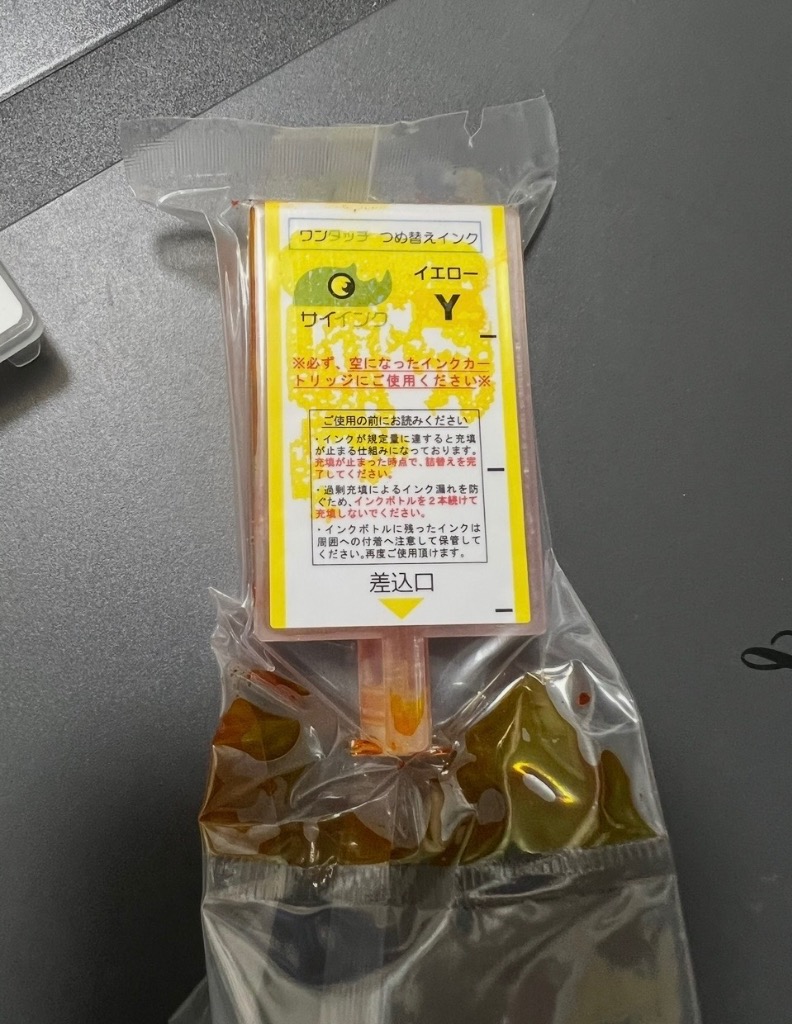 ワンタッチ つめ替えインク
イエロー
Y
サイインク
※必ず、空になったインクカー
トリッジにご使用ください※
ご使用の前にお読みください
・インクが規定量に達すると充填
が止まる仕組みになっております。
充填が止まった時点で、詰替えを完
了してください。
・過剰充填によるインク漏れを防
ぐため、インクボトルを2本続けて
充填しないでください。
・インクボトルに残ったインクは
周囲への付着へ注意して保管して
ください。再度ご使用頂けます。
差込口